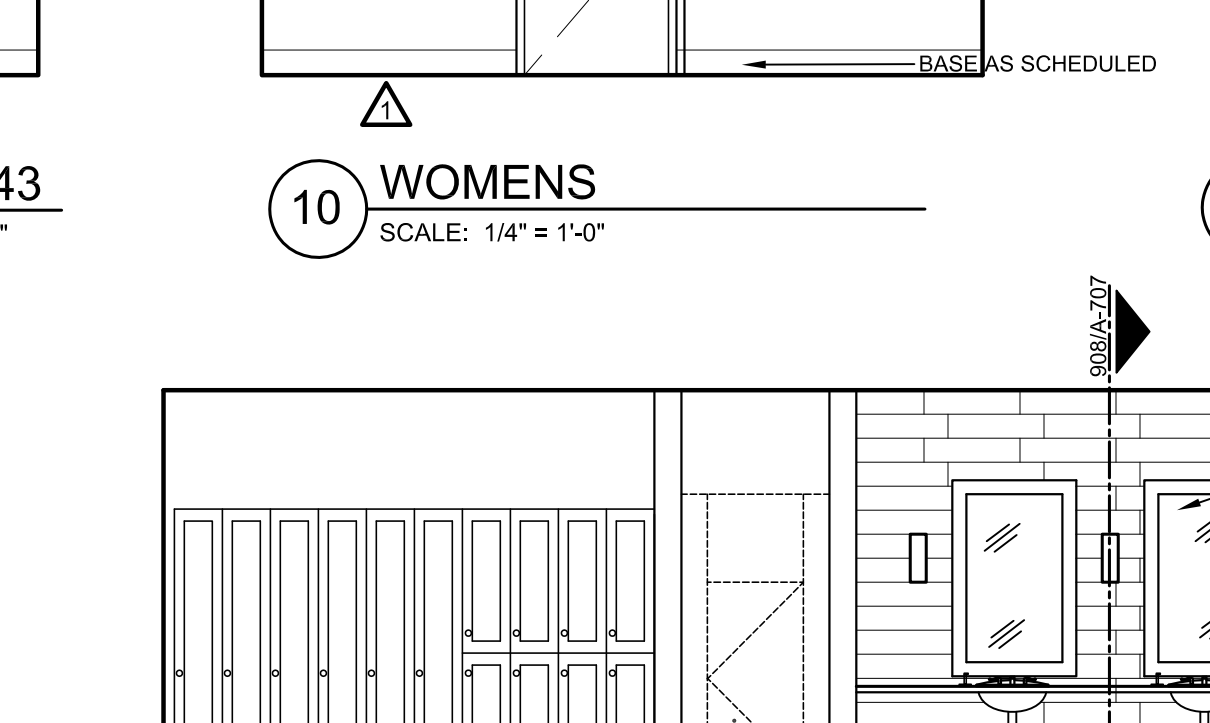 BASE AS SCHEDULED
1
43
"
10
WOMENS
SCALE: 1/4" = 1'-0"
908/A-707